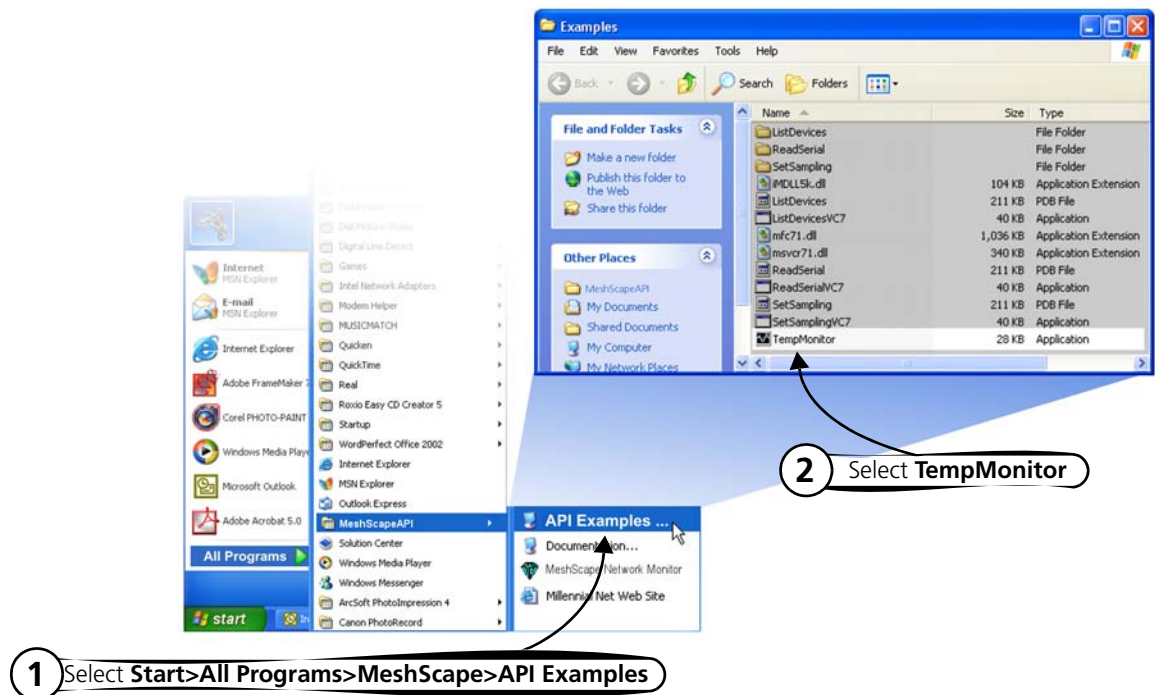 Examples
File Edit View Favorites Tools Help
Back Search Folders
File and Folder Tasks
Make a new folder
Publish this folder to
the Web
Share this folder
Other Places
MeshScapeAPI
My Documents
Shared Documents
My Computer
My Network Places
Name Size Type
ListDevices File Folder
ReadSerial File Folder
SetSampling File Folder
iMDLL5k.dll 104 KB Application Extension
ListDevices 211 KB PDB File
ListDevicesVC7 40 KB Application
mfc71.dll 1,036 KB Application Extension
msvcr71.dll 340 KB Application Extension
ReadSerial 211 KB PDB File
ReadSerialVC7 40 KB Application
SetSampling 211 KB PDB File
SetSamplingVC7 40 KB Application
TempMonitor 28 KB Application
2 Select TempMonitor
Internet
MSN Explorer
E-mail
MSN Explorer
Internet Explorer
Adobe FrameMaker 7
Corel PHOTO-PAINT
Windows Media Playe
Microsoft Outlook
Adobe Acrobat 5.0
All Programs
start
Dell Picture Studio
Digital Line Detect
Games
Intel Network Adapters
Modem Helper
MUSICMATCH
Quicken
QuickTime
Real
Roxio Easy CD Creator 5
Startup
WordPerfect Office 2002
Internet Explorer
MSN Explorer
Outlook Express
MeshScapeAPI
Solution Center
Windows Media Player
Windows Messenger
ArcSoft PhotoImpression 4
Canon PhotoRecord
API Examples ...
Documentation...
MeshScape Network Monitor
Millennial Net Web Site
1 Select Start>All Programs>MeshScape>API Examples